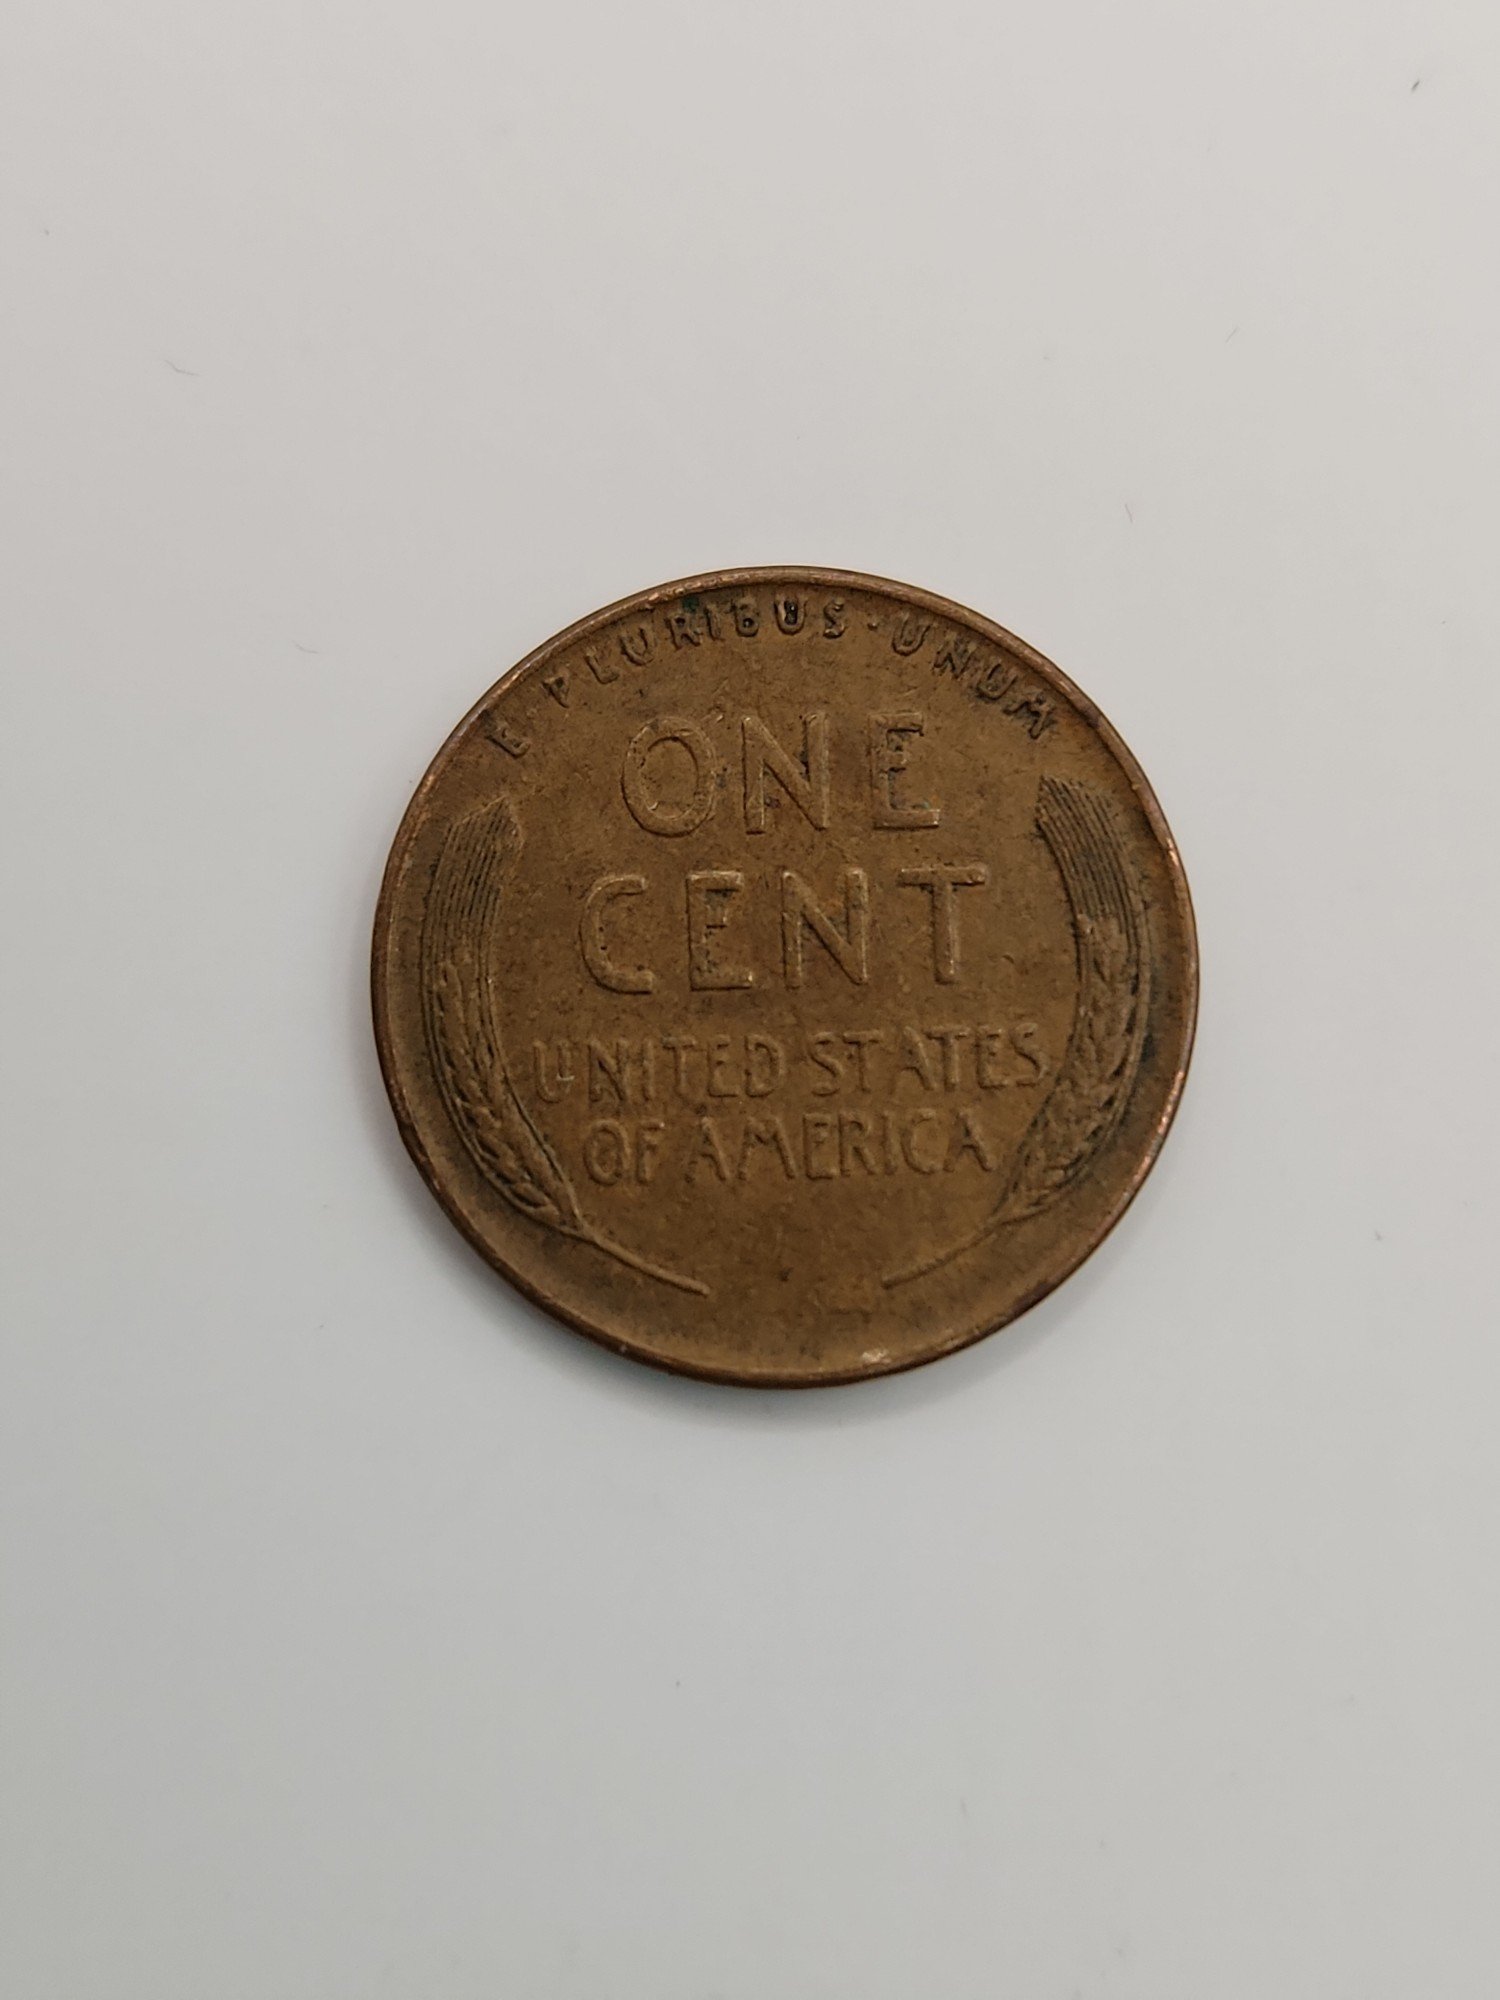 E·PLURIBUS·UNUM
ONE
CENT
UNITED STATES
OF AMERICA